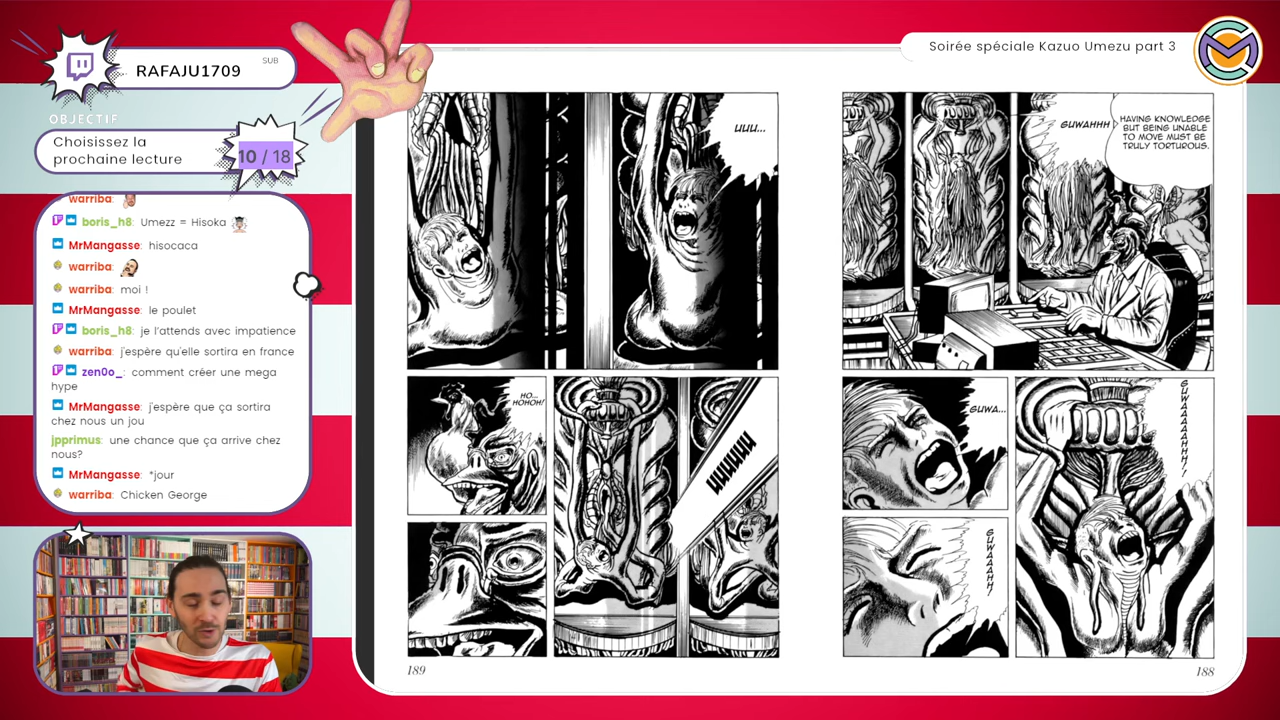 RAFAJU1709
SUB
Soirée spéciale Kazuo Umezu part 3
OBJECTIF
Choisissez la
prochaine lecture
10 / 18
warriba:
boris_h8: Umezz = Hisoka
MrMangasse: hisocaca
warriba:
warriba: moi !
MrMangasse: le poulet
boris_h8: je l'attends avec impatience
warriba: j'espère qu'elle sortira en france
zen0o_: comment créer une mega
hype
MrMangasse: j'espère que ça sortira
chez nous un jou
jpprimus: une chance que ça arrive chez
nous?
MrMangasse: *jour
warriba: Chicken George
GUWAHHH
HAVING KNOWLEDGE
BUT BEING UNABLE
TO MOVE MUST BE
TRULY TORTUROUS.
GUWA...
GUWAAAHH!
GUWAAAAAHHH!
188
UUU...
HO...
HOHOH!
UUUUUU
189